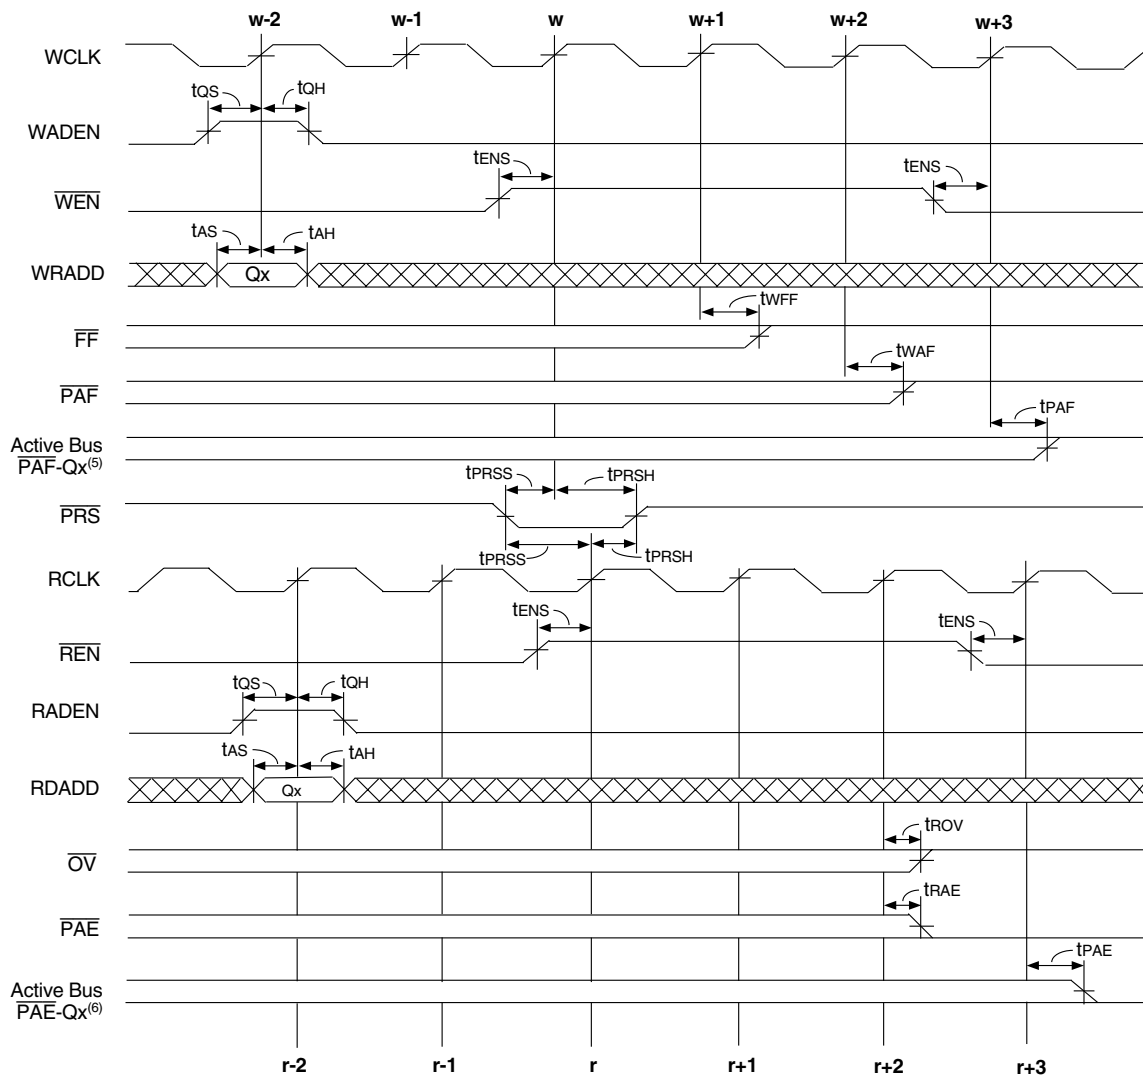 w-2 w-1 w w+1 w+2 w+3
WCLK
tQS tQH
WADEN
tENS tENS
WEN
tAS tAH
WRADD Qx
tWFF
FF
tWAF
PAF
tPAF
Active Bus
PAF-Qx(5)
tPRSS tPRSH
PRS
tPRSS tPRSH
RCLK
tENS tENS
REN
tQS tQH
RADEN
tAS tAH
RDADD Qx
tROV
OV
tRAE
PAE
tPAE
Active Bus
PAE-Qx(6)
r-2 r-1 r r+1 r+2 r+3